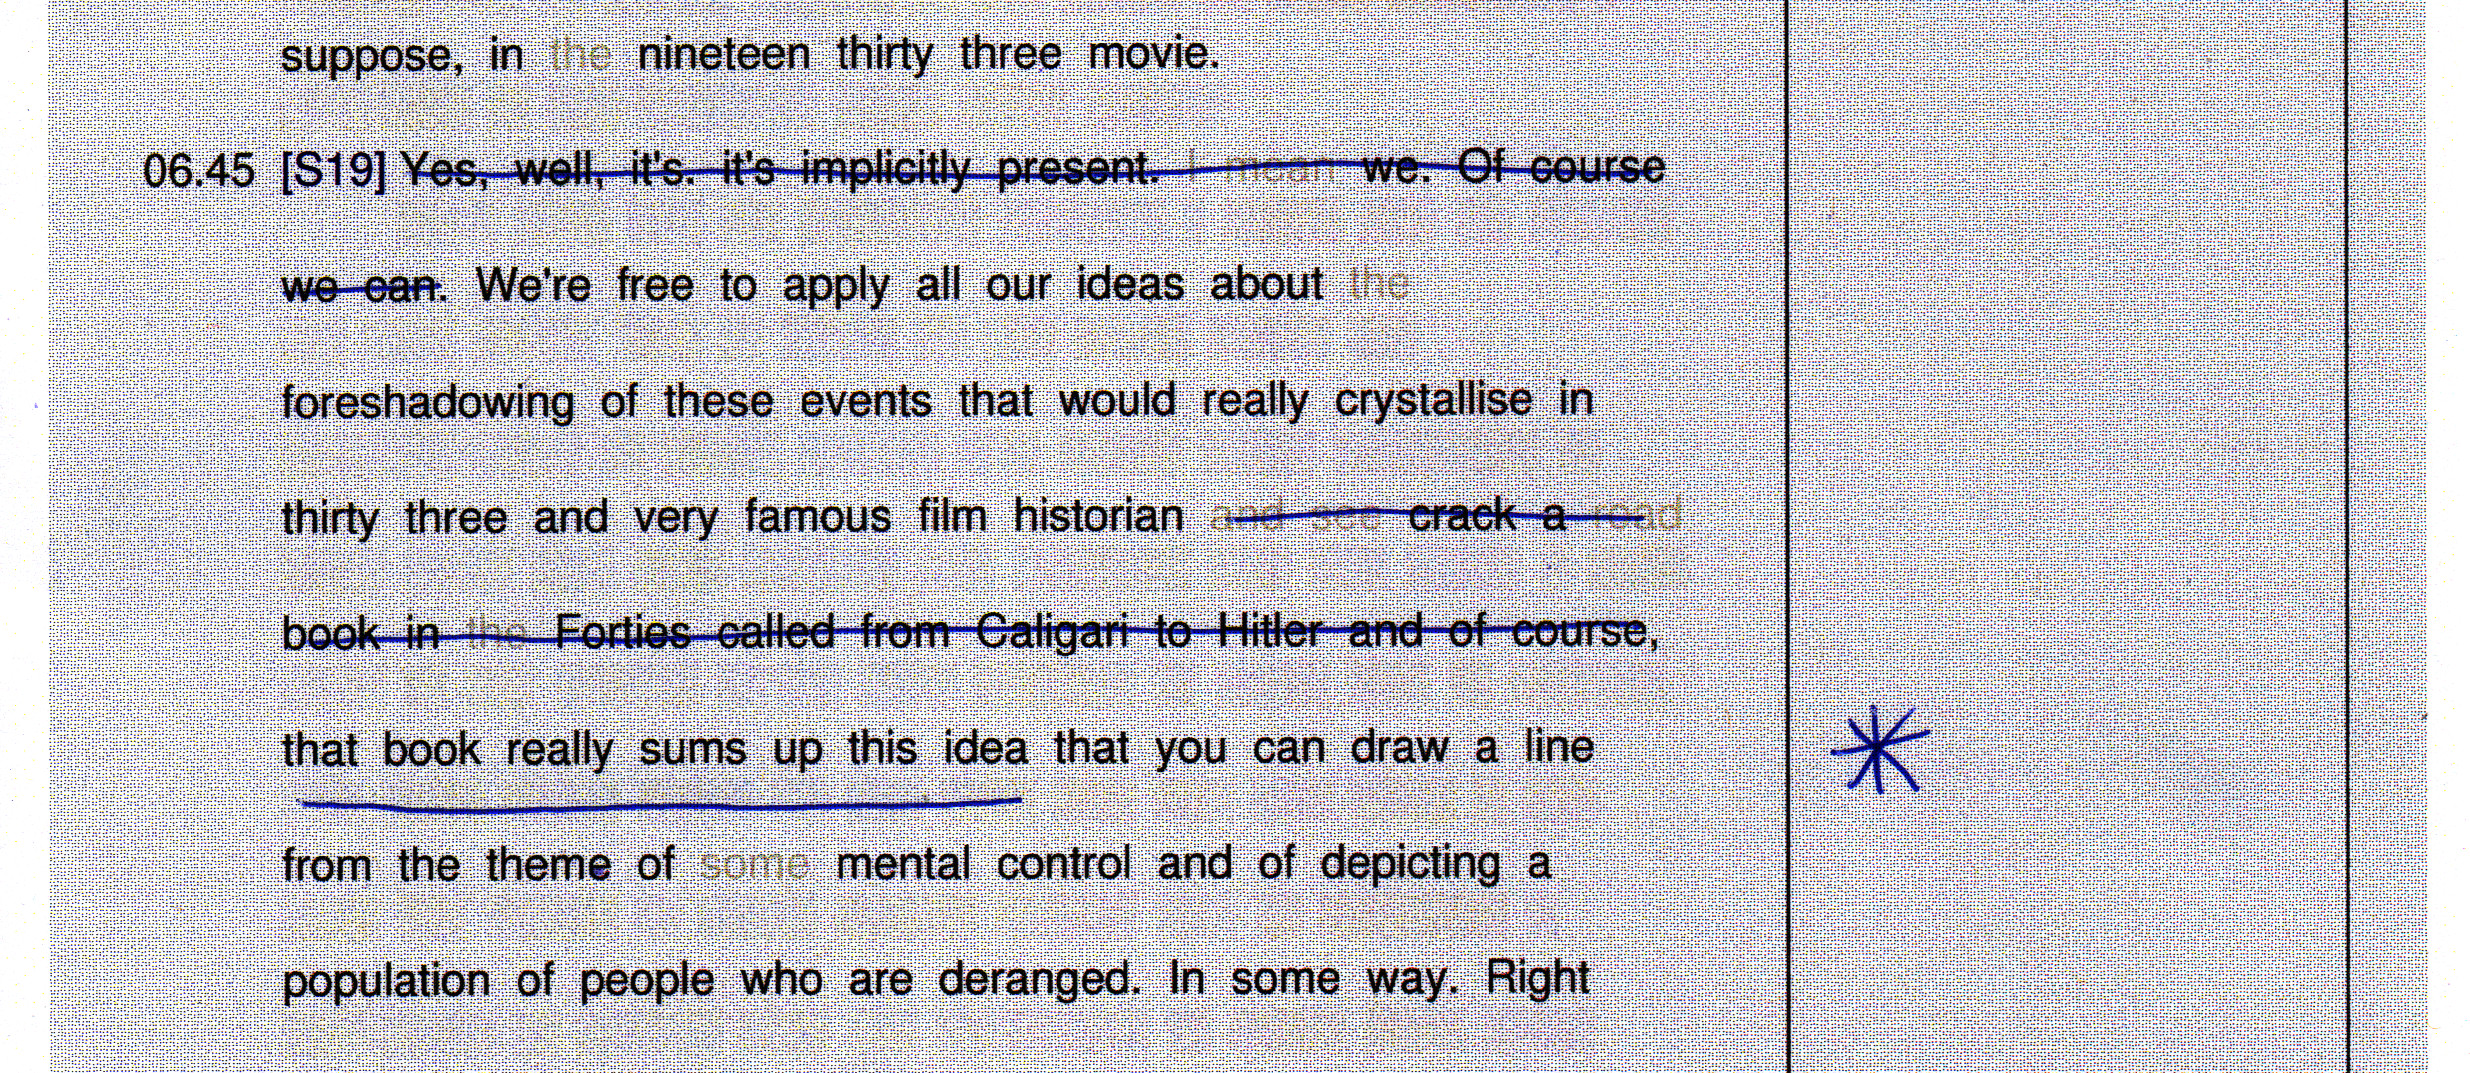 suppose, in the nineteen thirty three movie.
06.45 [S19] Yes, well, it's. it's implicitly present. I mean we. Of course
we can. We're free to apply all our ideas about the
foreshadowing of these events that would really crystallise in
thirty three and very famous film historian and see crack a read
book in the Forties called from Caligari to Hitler and of course,
that book really sums up this idea that you can draw a line
from the theme of some mental control and of depicting a
population of people who are deranged. In some way. Right